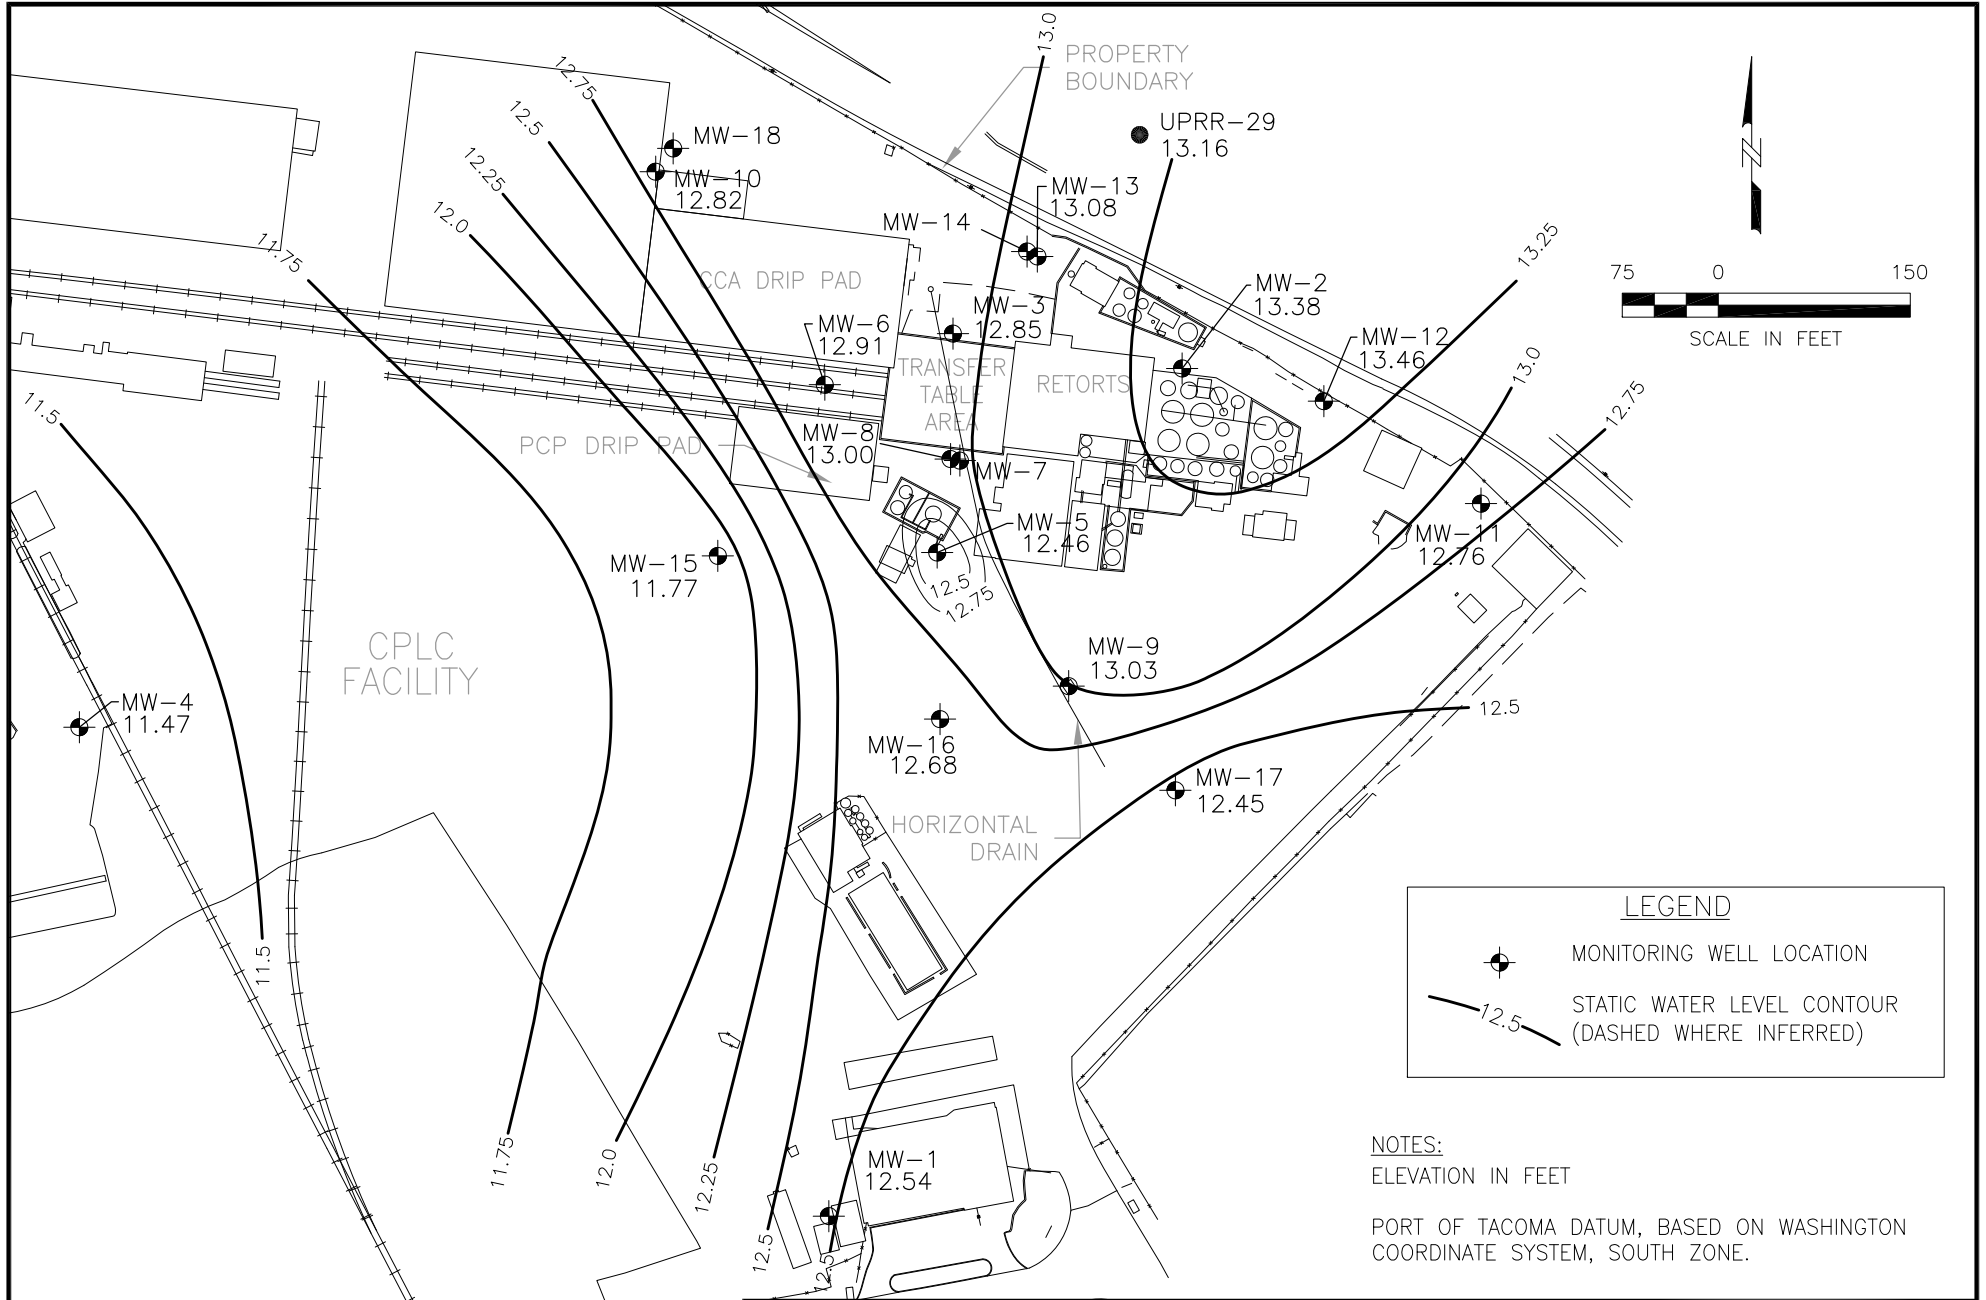 13.0
PROPERTY
BOUNDARY
12.75
12.5
12.25
12.0
11.75
11.5
MW-18
MW-10
12.82
UPRR-29
13.16
MW-13
13.08
MW-14
N
75 0 150
SCALE IN FEET
13.25
13.0
12.75
CCA DRIP PAD
MW-3
12.85
MW-2
13.38
MW-6
12.91
MW-12
13.46
TRANSFER
TABLE
AREA
RETORTS
PCP DRIP PAD
MW-8
13.00
MW-7
MW-5
12.46
12.5
12.75
MW-11
12.76
MW-15
11.77
CPLC
FACILITY
MW-9
13.03
MW-4
11.47
12.5
MW-16
12.68
MW-17
12.45
HORIZONTAL
DRAIN
11.5
11.75
12.0
12.25
12.5
12.5
MW-1
12.54
LEGEND
MONITORING WELL LOCATION
12.5
STATIC WATER LEVEL CONTOUR
(DASHED WHERE INFERRED)
NOTES:
ELEVATION IN FEET
PORT OF TACOMA DATUM, BASED ON WASHINGTON
COORDINATE SYSTEM, SOUTH ZONE.